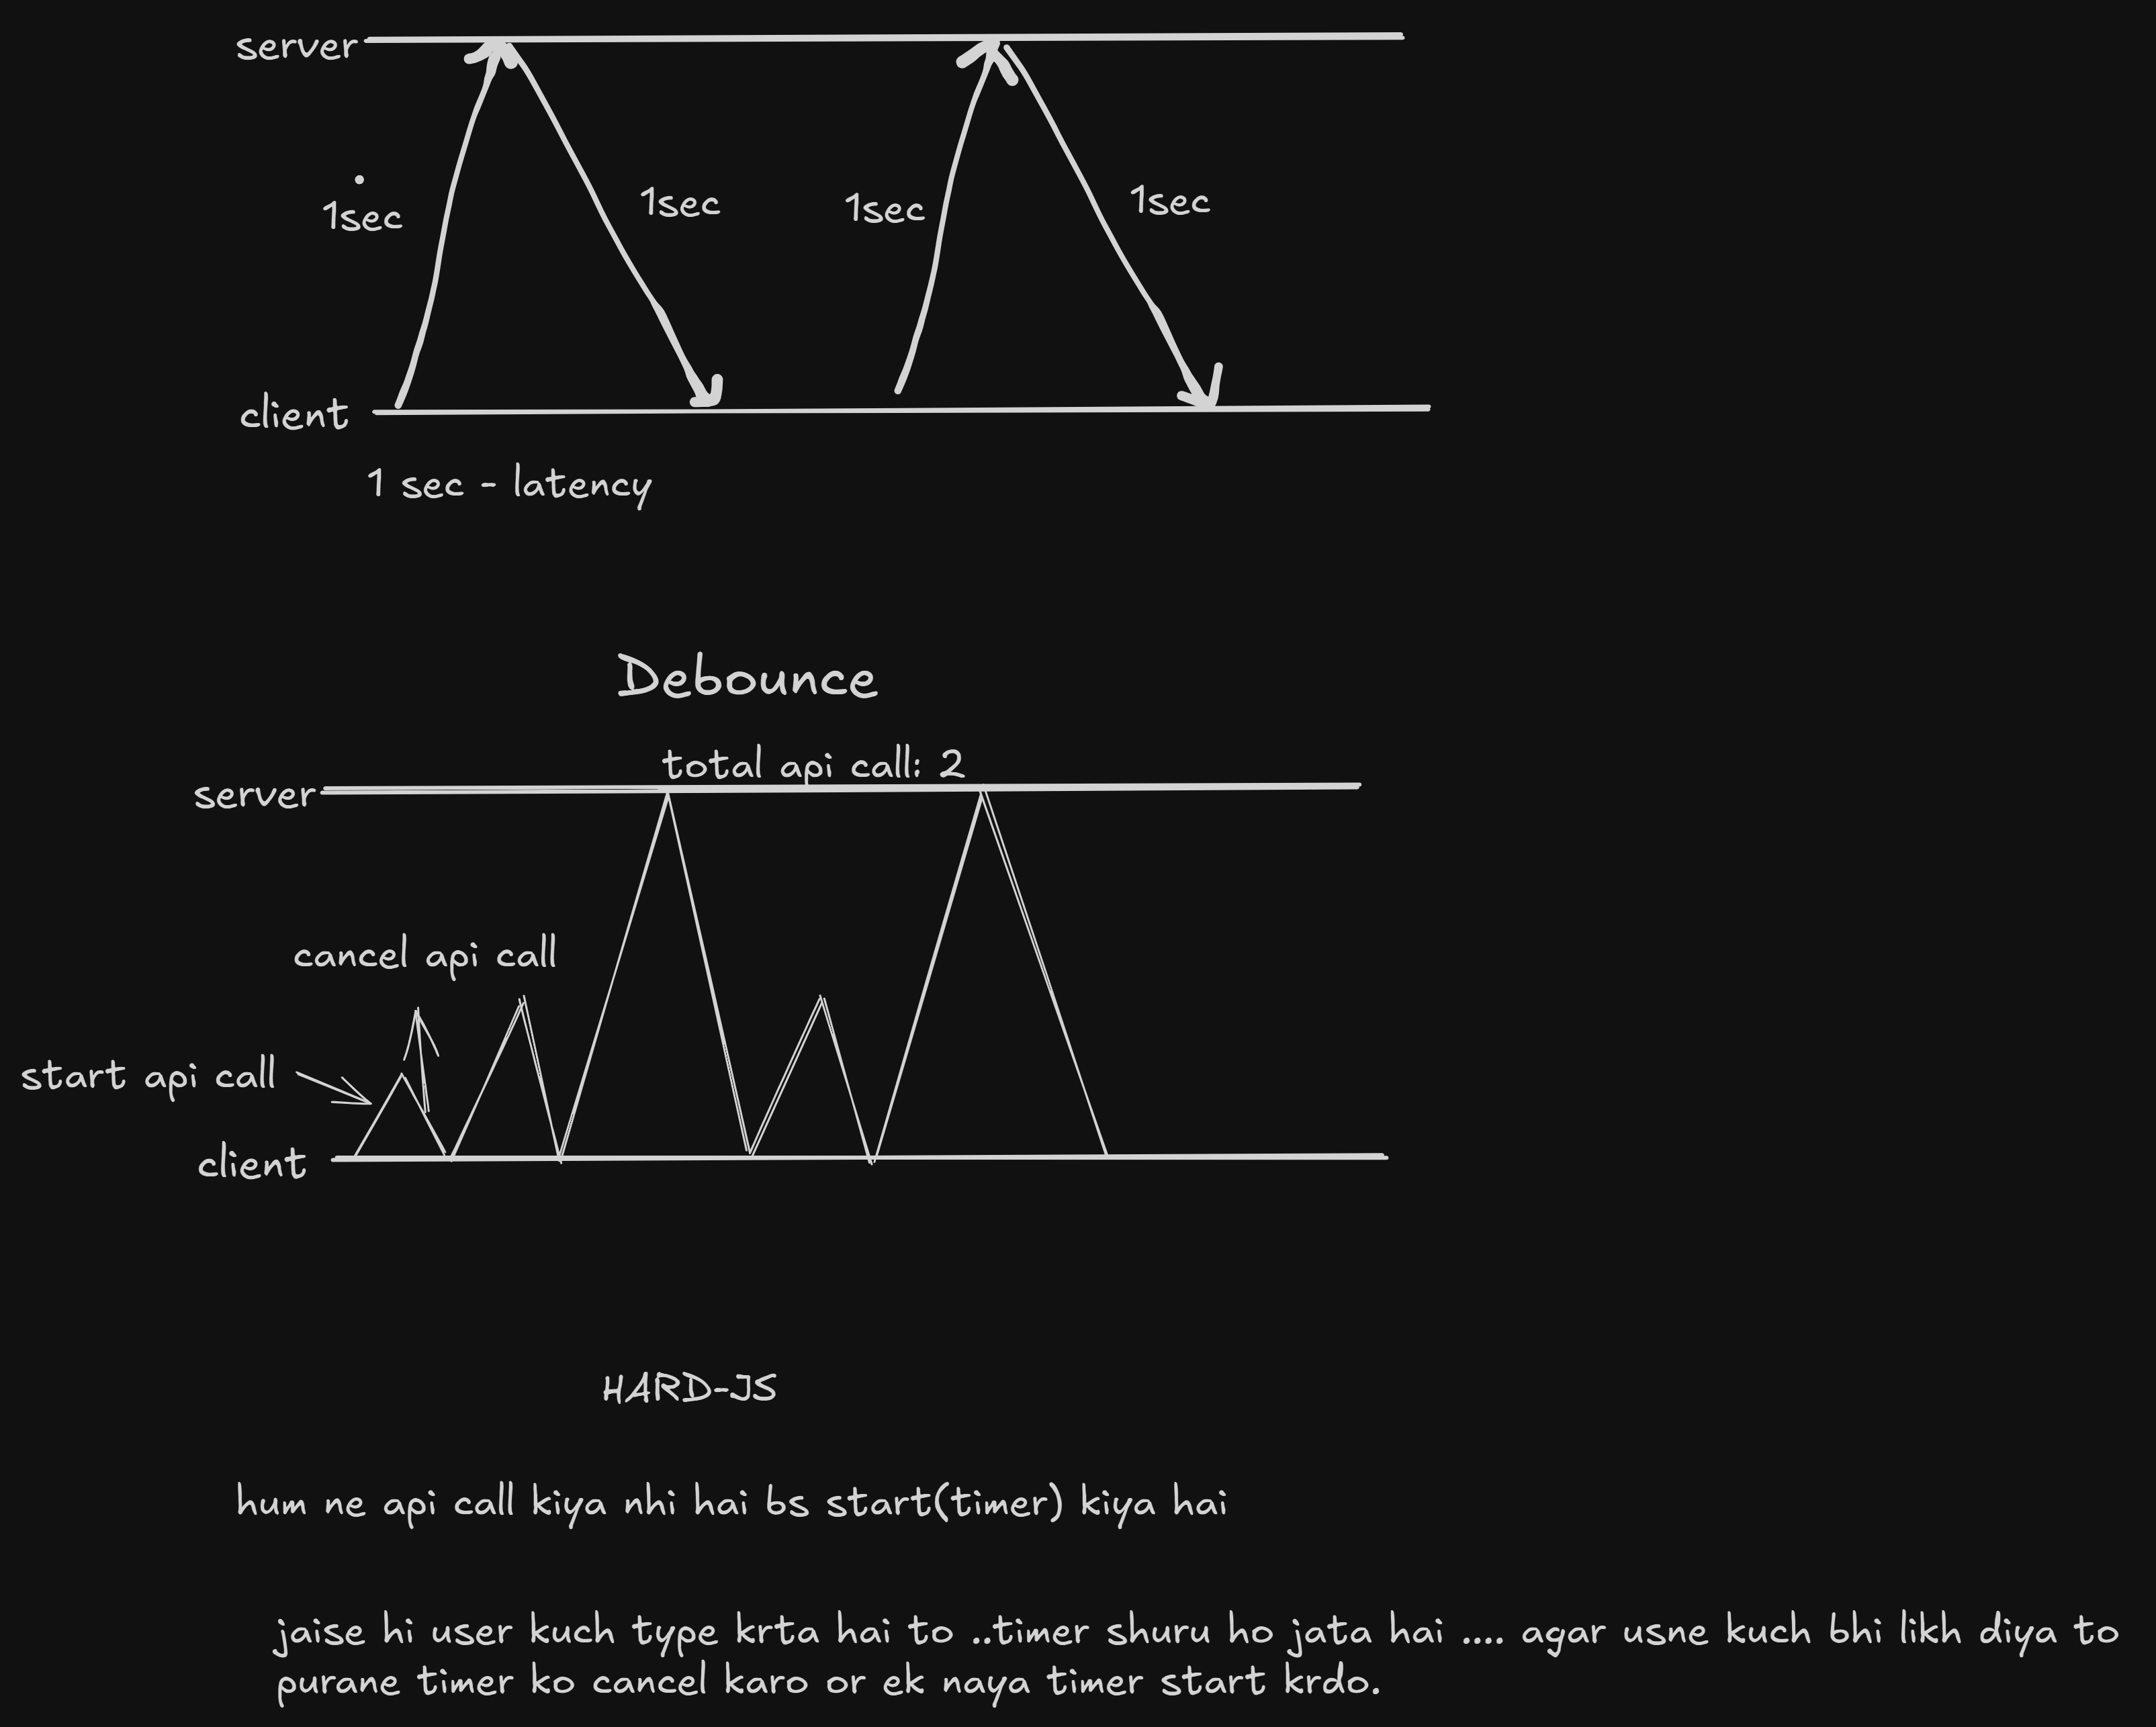 server
1sec
1sec
1sec
1sec
client
1 sec - latency
Debounce
total api call: 2
server
cancel api call
start api call
client
HARD-JS
hum ne api call kiya nhi hai bs start(timer) kiya hai
jaise hi user kuch type krta hai to ..timer shuru ho jata hai .... agar usne kuch bhi likh diya to
purane timer ko cancel karo or ek naya timer start krdo.